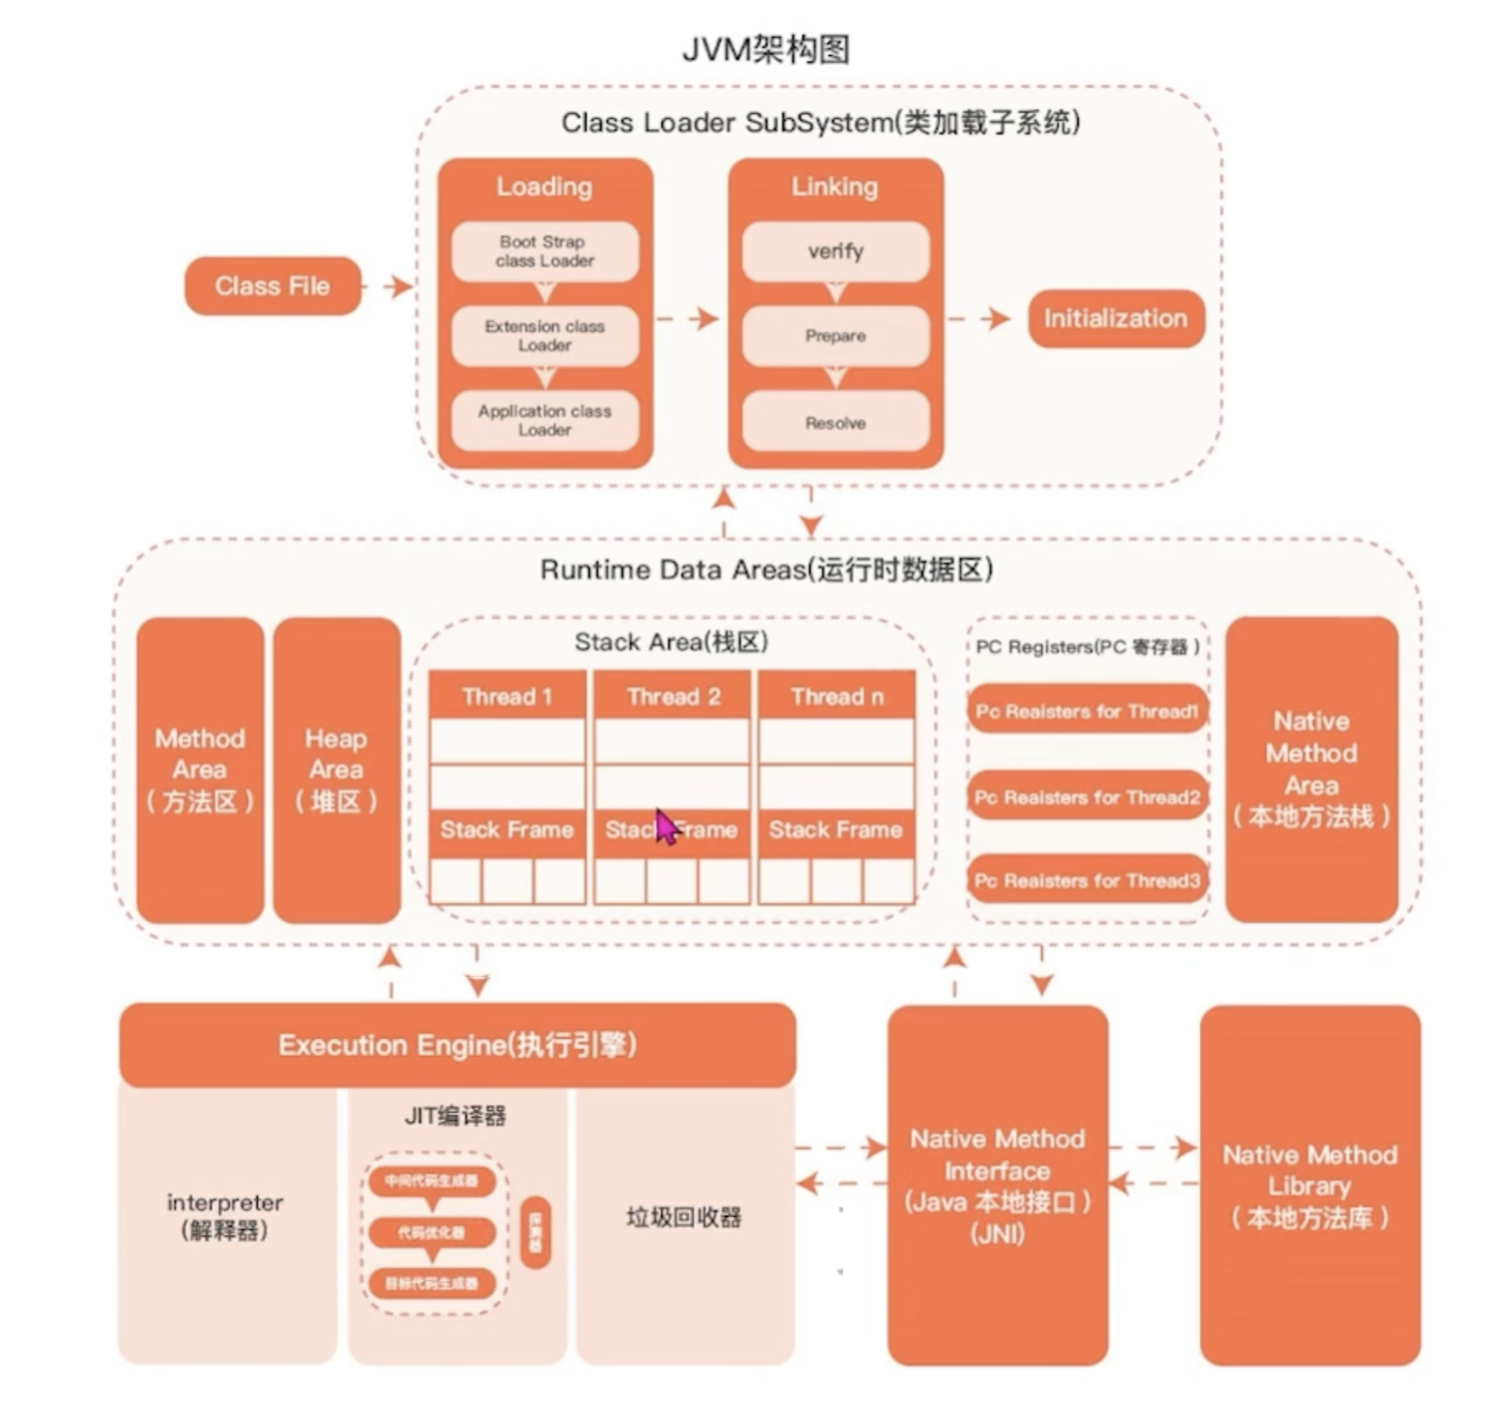 JVM架构图
Class Loader SubSystem(类加载子系统)
Class File
Loading
Boot Strap
class Loader
Extension class
Loader
Application class
Loader
Linking
verify
Prepare
Resolve
Initialization
Runtime Data Areas(运行时数据区)
Method
Area
(方法区)
Heap
Area
(堆区)
Stack Area(栈区)
Thread 1
Thread 2
Thread n
Stack Frame
Stack Frame
Stack Frame
PC Registers(PC 寄存器)
Pc Reaisters for Thread1
Pc Reaisters for Thread2
Pc Reaisters for Thread3
Native
Method
Area
(本地方法栈)
Execution Engine(执行引擎)
interpreter
(解释器)
JIT编译器
中间代码生成器
代码优化器
目标代码生成器
探测器
垃圾回收器
Native Method
Interface
(Java 本地接口)
(JNI)
Native Method
Library
(本地方法库)